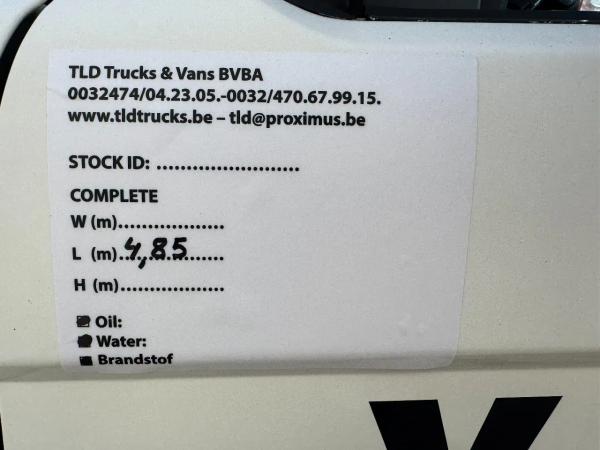 TLD Trucks & Vans BVBA
0032474/04.23.05.-0032/470.67.99.15.
www.tldtrucks.be – tld@proximus.be
STOCK ID: ..........................
COMPLETE
W (m)...................
L (m). 4,85 .......
H (m)...................
Oil:
Water:
Brandstof